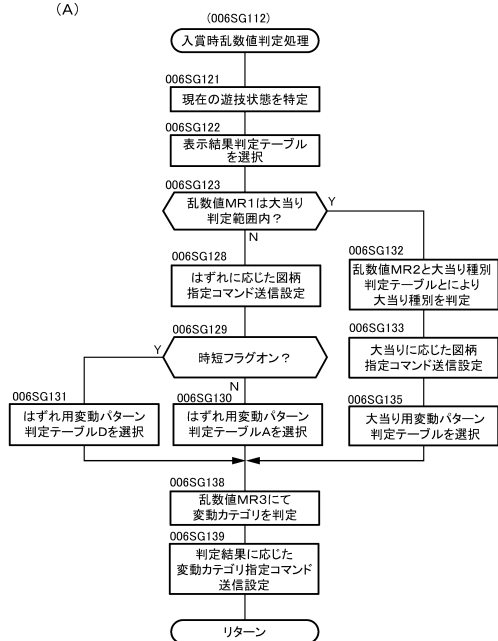 (A)
(006SG112)
入賞時乱数値判定処理
006SG121
現在の遊技状態を特定
006SG122
表示結果判定テーブル
を選択
006SG123
乱数値MR1は大当り
判定範囲内?
Y
N
006SG128
はずれに応じた図柄
指定コマンド送信設定
006SG132
乱数値MR2と大当り種別
判定テーブルとにより
大当り種別を判定
006SG129
時短フラグオン?
Y
N
006SG133
大当りに応じた図柄
指定コマンド送信設定
006SG131
はずれ用変動パターン
判定テーブルDを選択
006SG130
はずれ用変動パターン
判定テーブルAを選択
006SG135
大当り用変動パターン
判定テーブルを選択
006SG138
乱数値MR3にて
変動カテゴリを判定
006SG139
判定結果に応じた
変動カテゴリ指定コマンド
送信設定
リターン